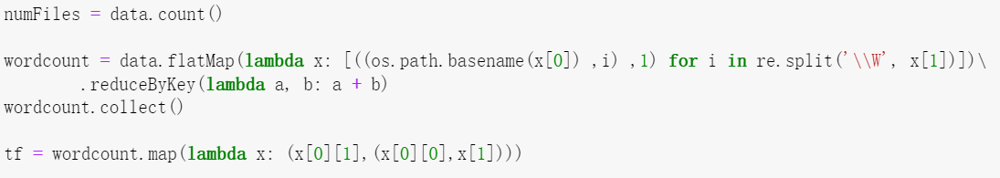 numFiles = data.count()
wordcount = data.flatMap(lambda x: [((os.path.basename(x[0]) ,i) ,1) for i in re.split('\\W', x[1])])\
.reduceByKey(lambda a, b: a + b)
wordcount.collect()
tf = wordcount.map(lambda x: (x[0][1],(x[0][0],x[1])))